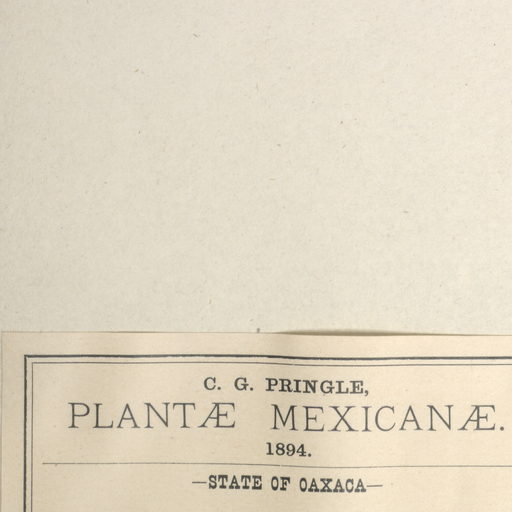 C. G. PRINGLE,
PLANTÆ MEXICANÆ.
1894.
—STATE OF OAXACA—